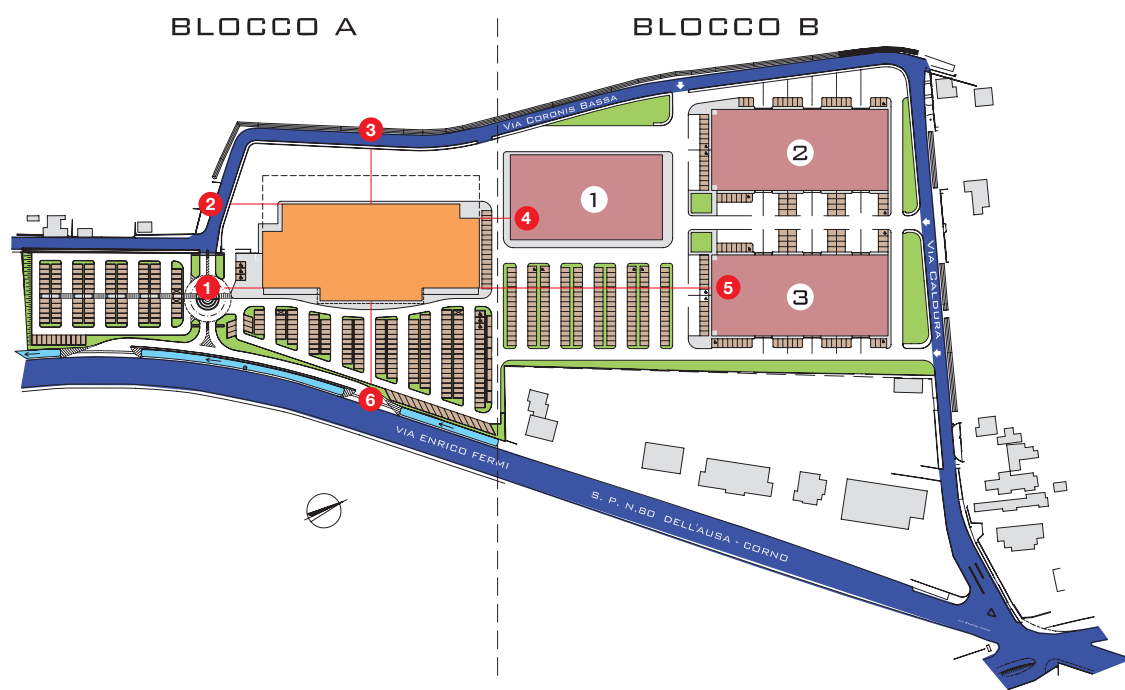 BLOCCO A
BLOCCO B
VIA CORONIS BASSA
3
2
2
1
4
1
5
3
VIA CALDURA
6
VIA ENRICO FERMI
S. P. N.80 DELL'AUSA - CORNO